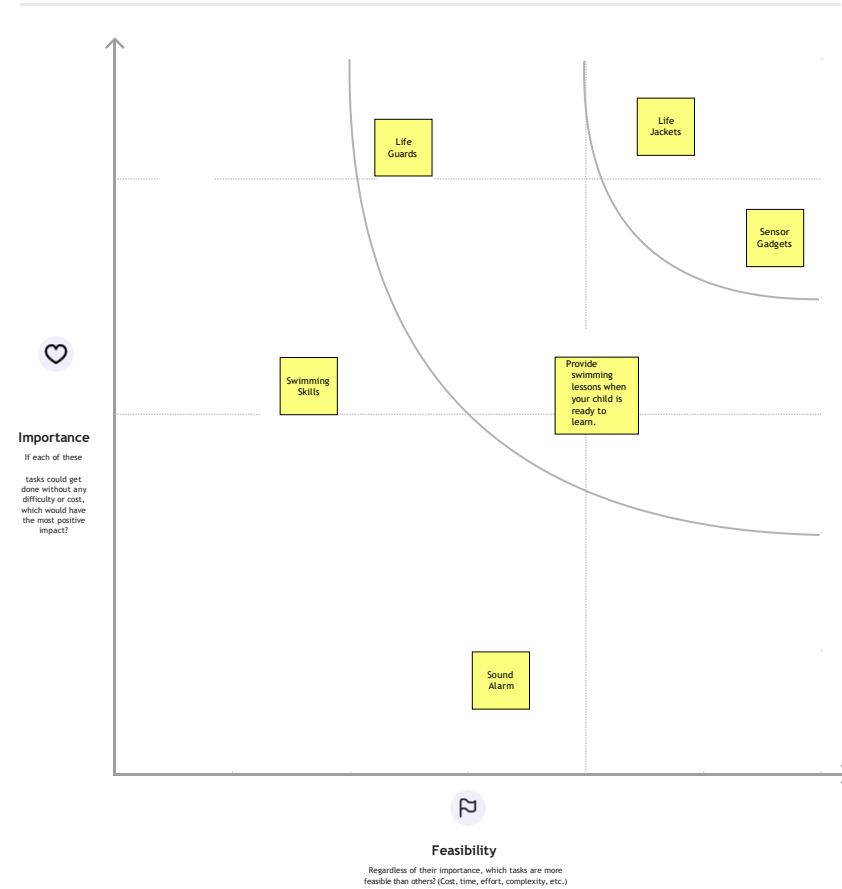 Life
Jackets
Life
Guards
Sensor
Gadgets
Swimming
Skills
Provide
swimming
lessons when
your child is
ready to
learn.
Importance
If each of these
tasks could get
done without any
difficulty or cost,
which would have
the most positive
impact?
Sound
Alarm
Feasibility
Regardless of their importance, which tasks are more
feasible than others? (Cost, time, effort, complexity, etc.)